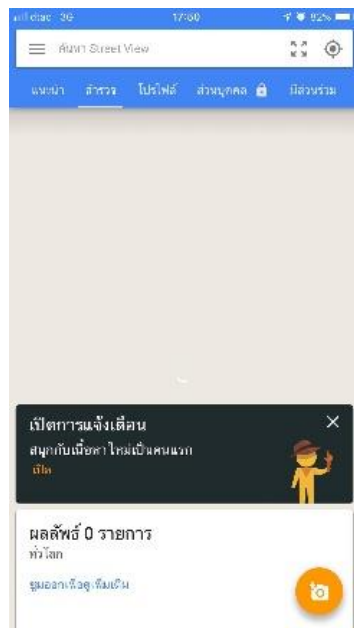 dtac 3G 17:50 92%
ค้นหา Street View
แนะนำ สำรวจ โปรไฟล์ ส่วนบุคคล มีส่วนร่วม
เปิดการแจ้งเตือน
สนุกกับเนื้อหาใหม่เป็นคนแรก
เปิด
ผลลัพธ์ 0 รายการ
ทั่วโลก
ซูมออกเพื่อดูเพิ่มเติม